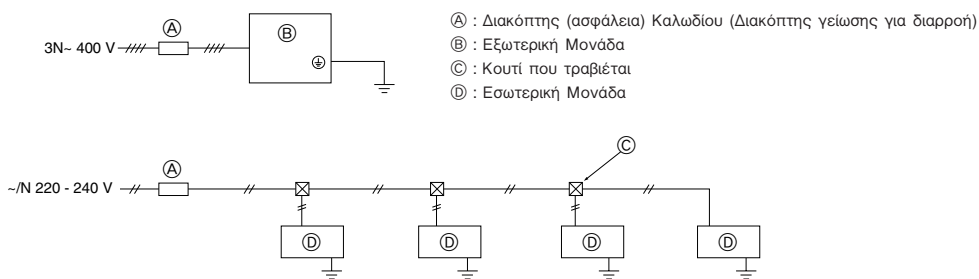 Ⓐ : Διακόπτης (ασφάλεια) Καλωδίου (Διακόπτης γείωσης για διαρροή)
Ⓐ
3N~ 400 V
Ⓑ
Ⓑ : Εξωτερική Μονάδα
Ⓒ : Κουτί που τραβιέται
Ⓓ : Εσωτερική Μονάδα
Ⓒ
Ⓐ
~/N 220 - 240 V
Ⓓ Ⓓ Ⓓ Ⓓ